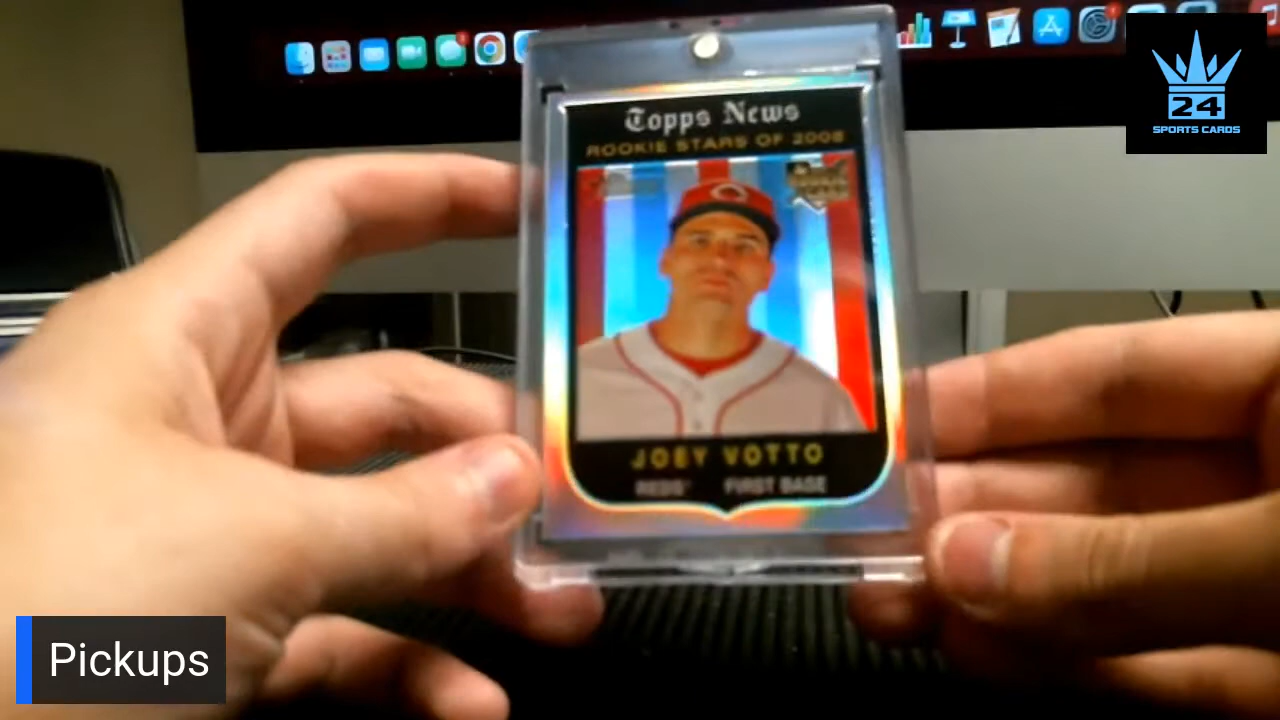 24
SPORTS CARDS
Topps News
ROOKIE STARS OF 2008
JOEY VOTTO
REDS® FIRST BASE
Pickups